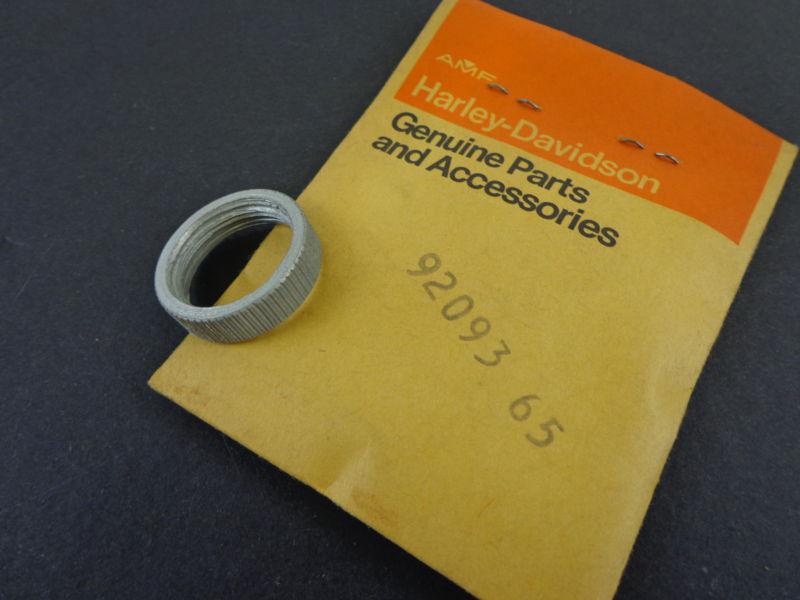 AMF
Harley-Davidson
Genuine Parts
and Accessories
92093 65